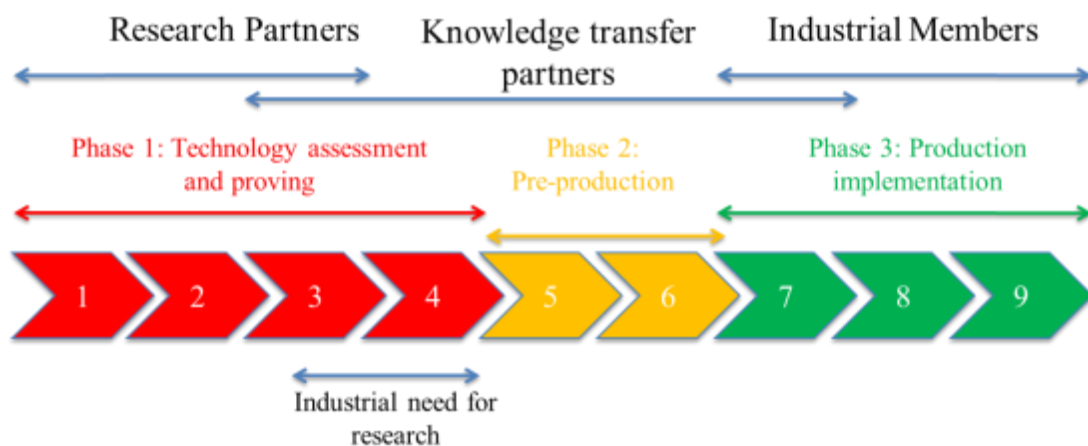 Research Partners
Knowledge transfer
partners
Industrial Members
Phase 1: Technology assessment
and proving
Phase 2:
Pre-production
Phase 3: Production
implementation
1 2 3 4 5 6 7 8 9
Industrial need for
research